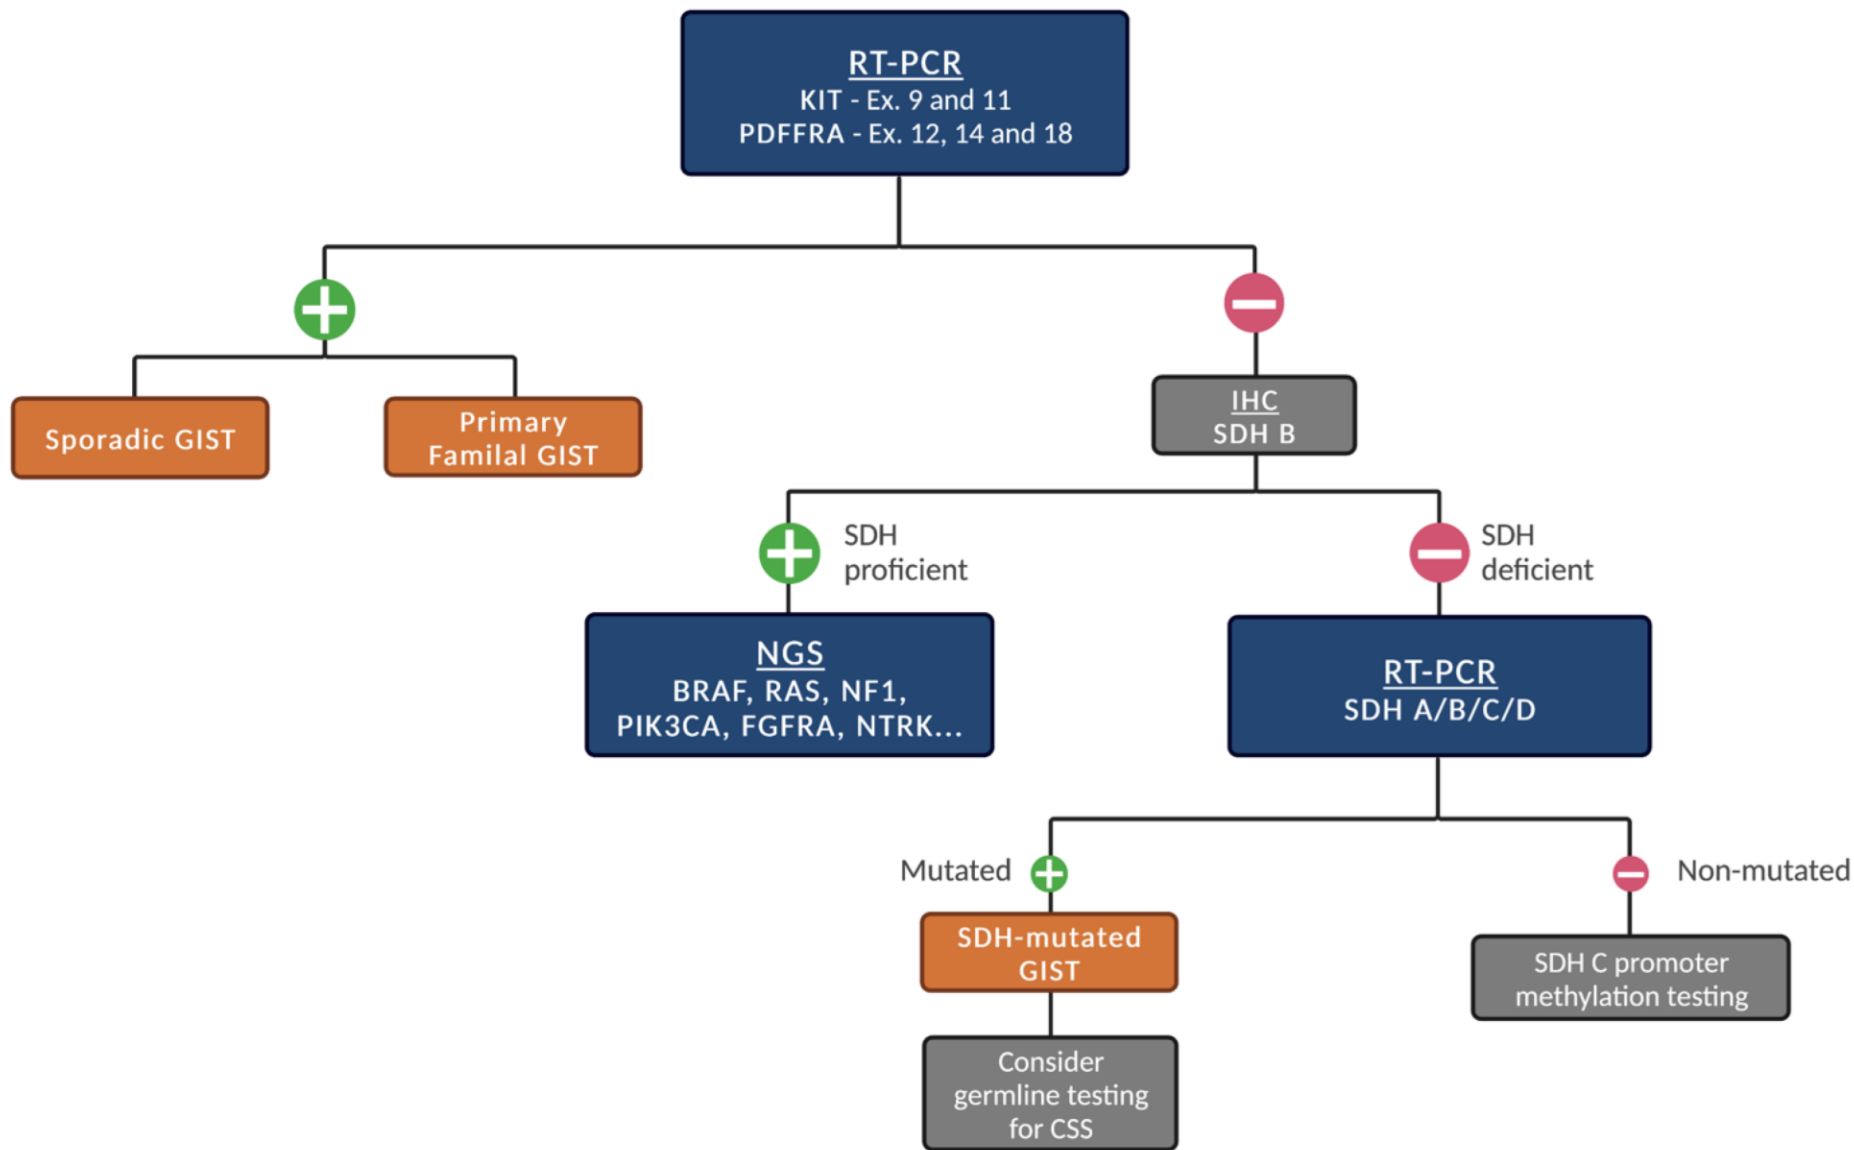 RT-PCR
KIT - Ex. 9 and 11
PDFFRA - Ex. 12, 14 and 18
Sporadic GIST
Primary
Familal GIST
IHC
SDH B
SDH
proficient
SDH
deficient
NGS
BRAF, RAS, NF1,
PIK3CA, FGFRA, NTRK...
RT-PCR
SDH A/B/C/D
Mutated
Non-mutated
SDH-mutated
GIST
SDH C promoter
methylation testing
Consider
germline testing
for CSS